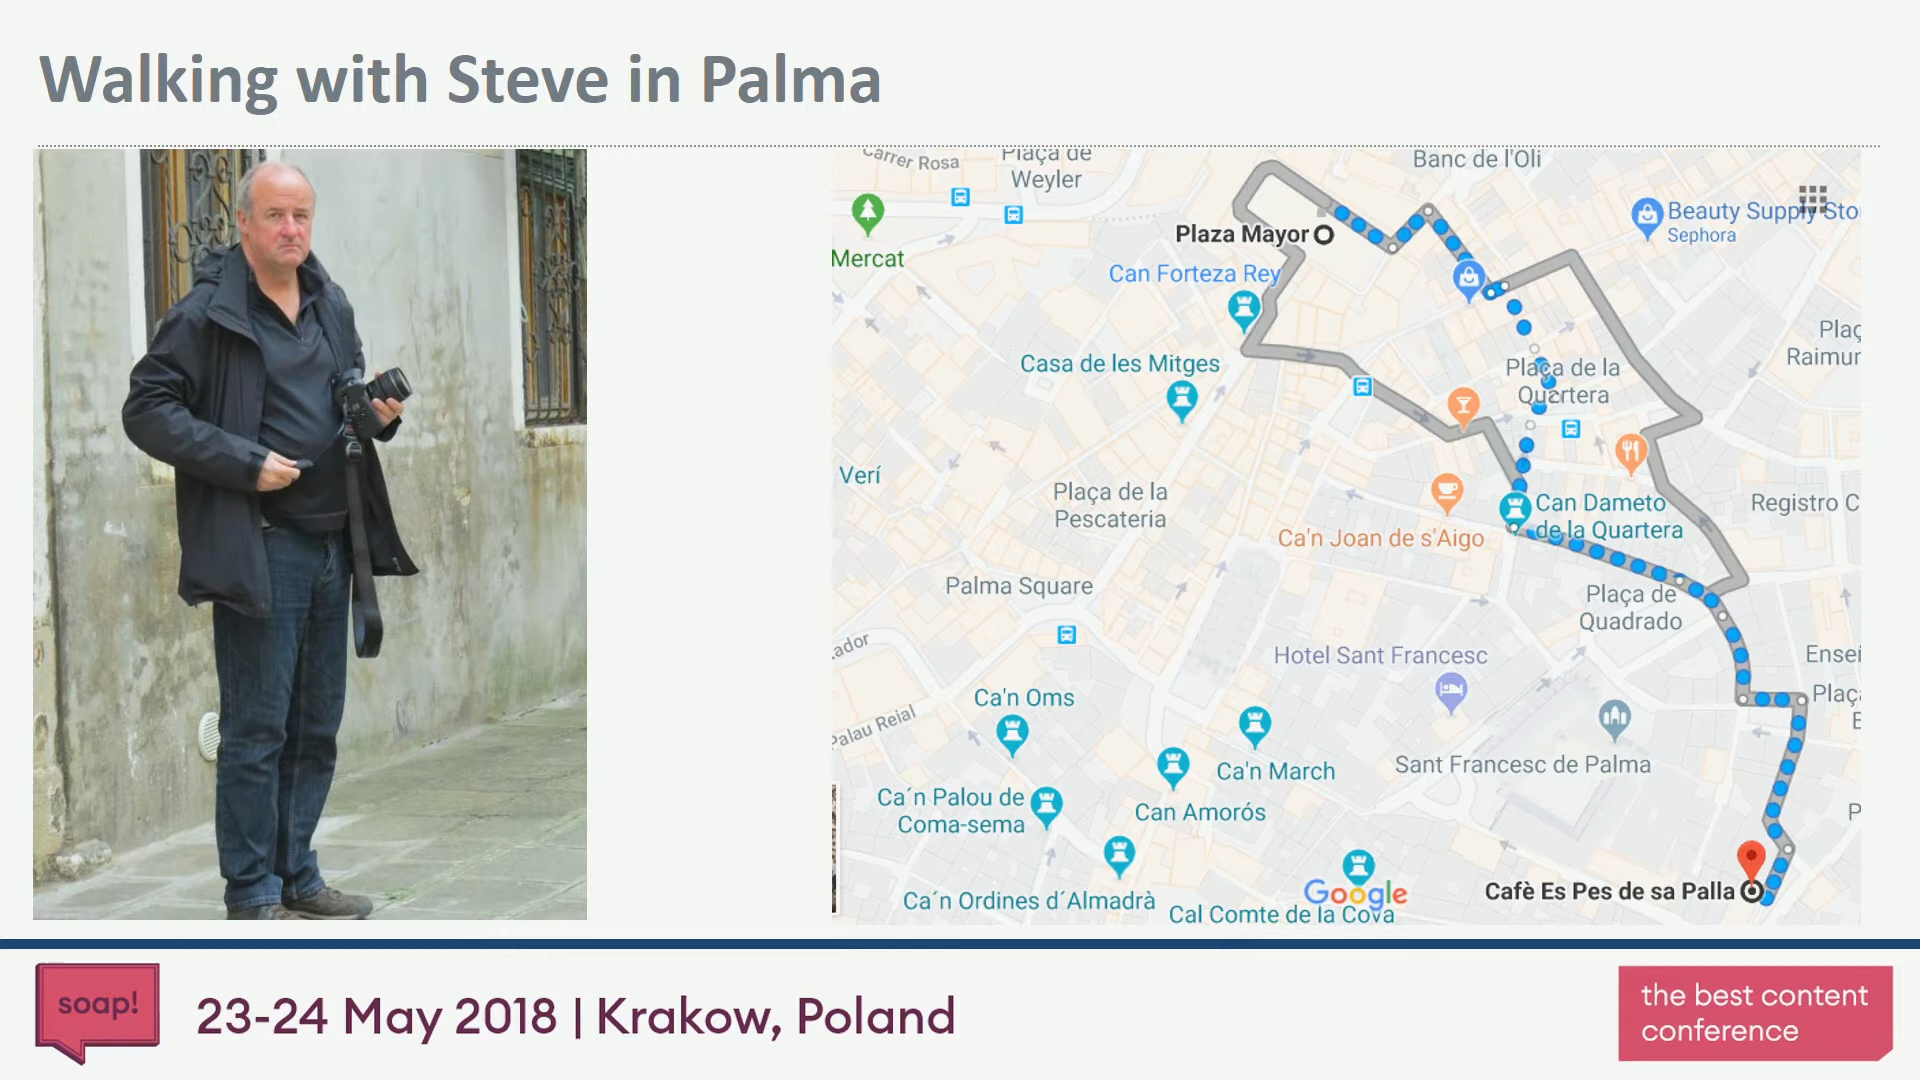 Walking with Steve in Palma
Carrer Rosa
Plaça de
Weyler
Banc de l'Oli
Beauty Supply Sto
Sephora
Plaza Mayor
Mercat
Can Forteza Rey
Plaç
Raimun
Casa de les Mitges
Plaça de la
Quartera
Verí
Plaça de la
Pescateria
Can Dameto
de la Quartera
Registro C
Ca'n Joan de s'Aigo
Palma Square
Plaça de
Quadrado
ador
Hotel Sant Francesc
Ensei
Ca'n Oms
Plaça
E
Palau Reial
Sant Francesc de Palma
Ca'n March
Ca´n Palou de
Coma-sema
Can Amorós
P
Cafè Es Pes de sa Palla
Ca´n Ordines d´Almadrà
Google
Cal Comte de la Cova
soap!
23-24 May 2018 | Krakow, Poland
the best content
conference